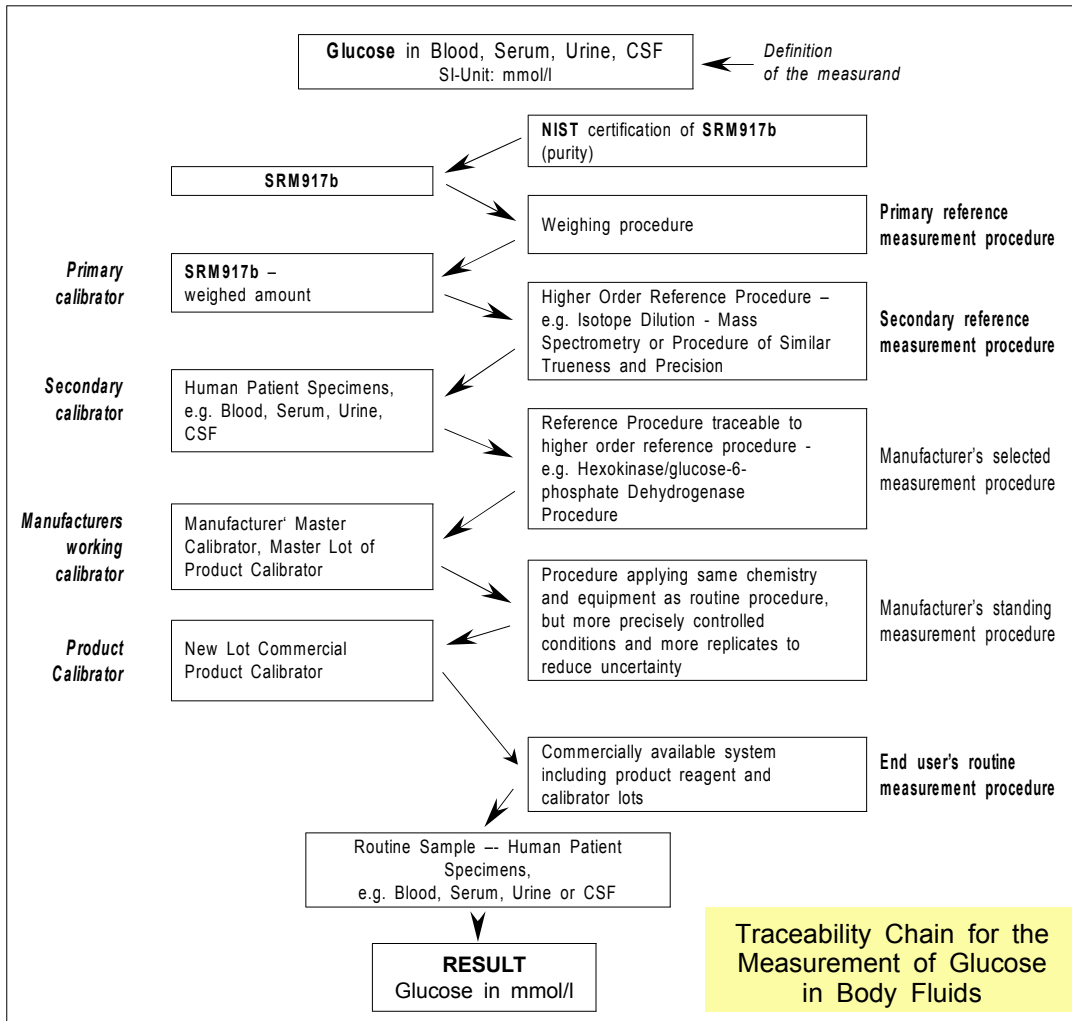 Glucose in Blood, Serum, Urine, CSF
SI-Unit: mmol/l
Definition
of the measurand
NIST certification of SRM917b
(purity)
SRM917b
Weighing procedure
Primary reference
measurement procedure
Primary
calibrator
SRM917b –
weighed amount
Higher Order Reference Procedure –
e.g. Isotope Dilution - Mass
Spectrometry or Procedure of Similar
Trueness and Precision
Secondary reference
measurement procedure
Secondary
calibrator
Human Patient Specimens,
e.g. Blood, Serum, Urine,
CSF
Reference Procedure traceable to
higher order reference procedure -
e.g. Hexokinase/glucose-6-
phosphate Dehydrogenase
Procedure
Manufacturer's selected
measurement procedure
Manufacturers
working
calibrator
Manufacturer‘ Master
Calibrator, Master Lot of
Product Calibrator
Procedure applying same chemistry
and equipment as routine procedure,
but more precisely controlled
conditions and more replicates to
reduce uncertainty
Manufacturer's standing
measurement procedure
Product
Calibrator
New Lot Commercial
Product Calibrator
Commercially available system
including product reagent and
calibrator lots
End user's routine
measurement procedure
Routine Sample –- Human Patient
Specimens,
e.g. Blood, Serum, Urine or CSF
RESULT
Glucose in mmol/l
Traceability Chain for the
Measurement of Glucose
in Body Fluids